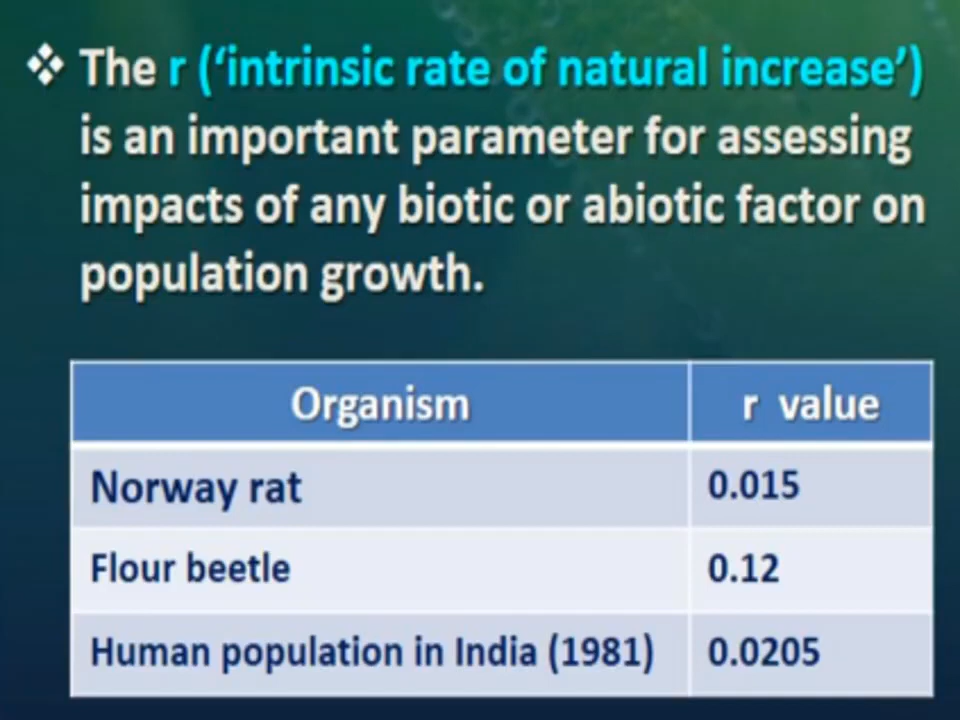 ❖ The r (‘intrinsic rate of natural increase’)
is an important parameter for assessing
impacts of any biotic or abiotic factor on
population growth.
Organism r value
Norway rat 0.015
Flour beetle 0.12
Human population in India (1981) 0.0205